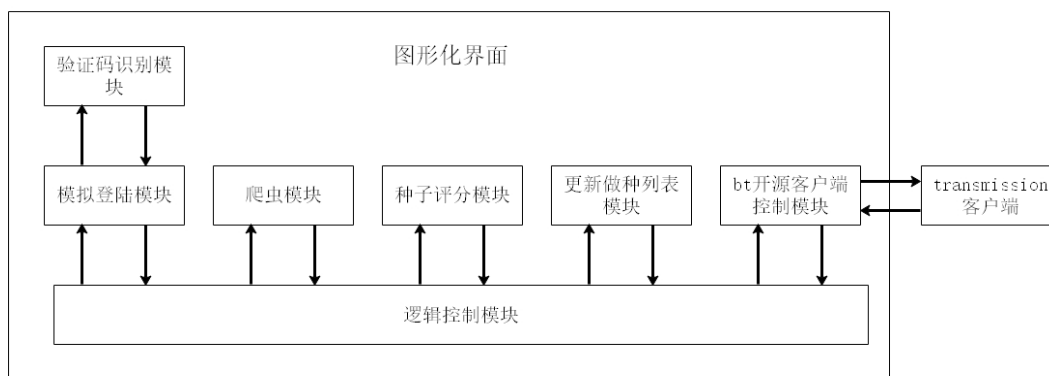 图形化界面
验证码识别模
块
模拟登陆模块
爬虫模块
种子评分模块
更新做种列表
模块
bt开源客户端
控制模块
transmission
客户端
逻辑控制模块